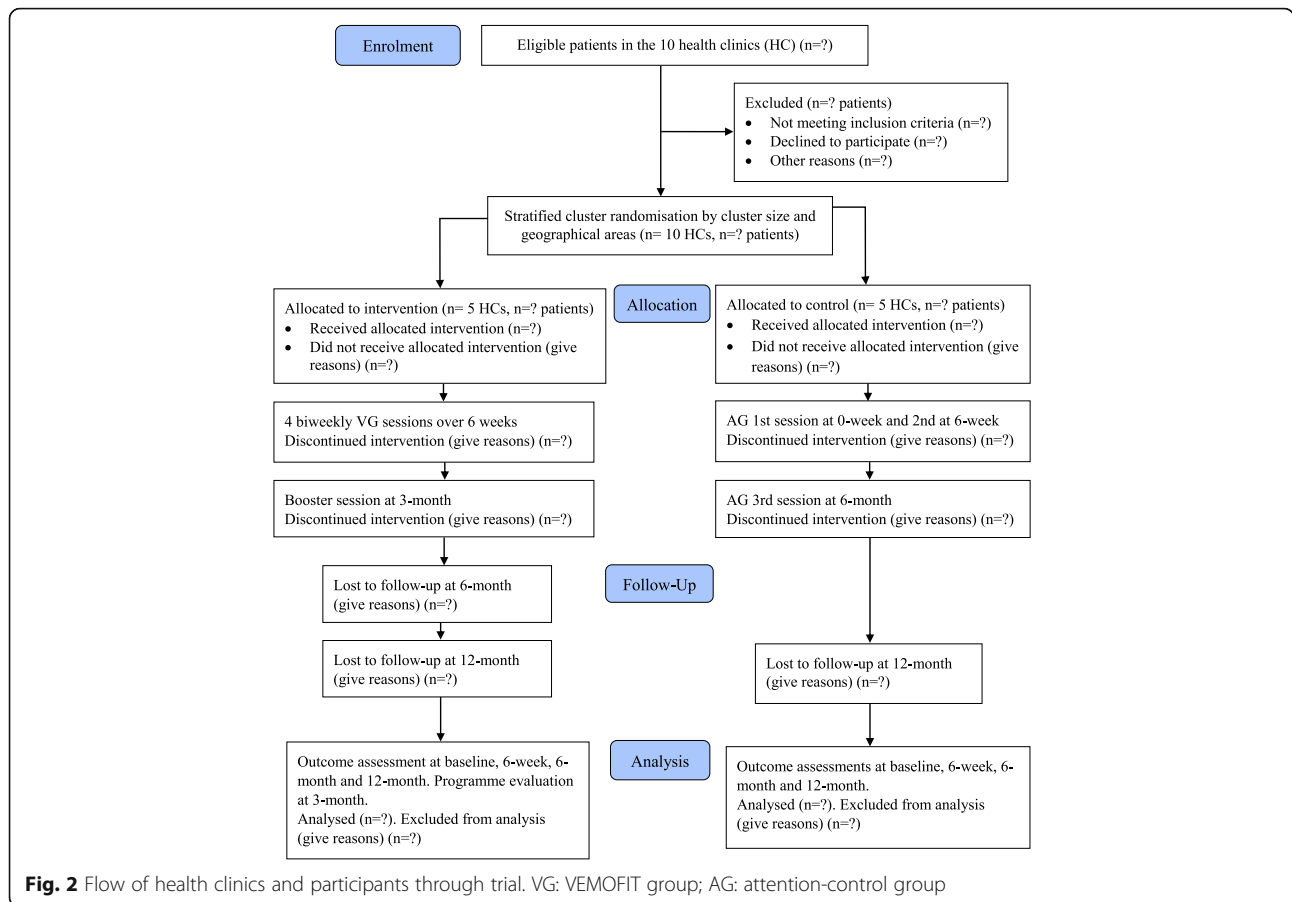 Enrolment
Eligible patients in the 10 health clinics (HC) (n=?)
Excluded (n=? patients)
• Not meeting inclusion criteria (n=?)
• Declined to participate (n=?)
• Other reasons (n=?)
Stratified cluster randomisation by cluster size and
geographical areas (n= 10 HCs, n=? patients)
Allocation
Allocated to intervention (n= 5 HCs, n=? patients)
• Received allocated intervention (n=?)
• Did not receive allocated intervention (give
reasons) (n=?)
Allocated to control (n= 5 HCs, n=? patients)
• Received allocated intervention (n=?)
• Did not receive allocated intervention (give
reasons) (n=?)
4 biweekly VG sessions over 6 weeks
Discontinued intervention (give reasons) (n=?)
AG 1st session at 0-week and 2nd at 6-week
Discontinued intervention (give reasons) (n=?)
Booster session at 3-month
Discontinued intervention (give reasons) (n=?)
AG 3rd session at 6-month
Discontinued intervention (give reasons) (n=?)
Follow-Up
Lost to follow-up at 6-month
(give reasons) (n=?)
Lost to follow-up at 12-month
(give reasons) (n=?)
Lost to follow-up at 12-month
(give reasons) (n=?)
Analysis
Outcome assessment at baseline, 6-week, 6-
month and 12-month. Programme evaluation
at 3-month.
Analysed (n=?). Excluded from analysis
(give reasons) (n=?)
Outcome assessments at baseline, 6-week, 6-
month and 12-month.
Analysed (n=?). Excluded from analysis
(give reasons) (n=?)
Fig. 2 Flow of health clinics and participants through trial. VG: VEMOFIT group; AG: attention-control group